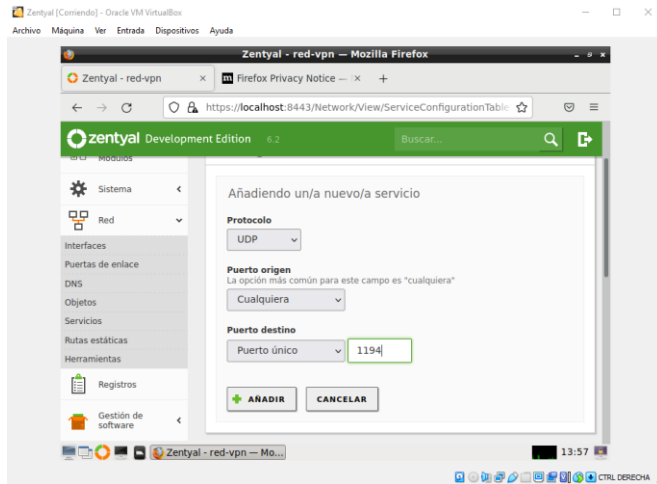 Zentyal [Corriendo] - Oracle VM VirtualBox
Archivo Máquina Ver Entrada Dispositivos Ayuda
Zentyal - red-vpn — Mozilla Firefox
Zentyal - red-vpn
Firefox Privacy Notice —
https://localhost:8443/Network/View/ServiceConfigurationTable
zentyal Development Edition 6.2
Buscar...
Módulos
Sistema
Red
Interfaces
Puertas de enlace
DNS
Objetos
Servicios
Rutas estáticas
Herramientas
Registros
Gestión de
software
Añadiendo un/a nuevo/a servicio
Protocolo
UDP
Puerto origen
La opción más común para este campo es "cualquiera"
Cualquiera
Puerto destino
Puerto único 1194
AÑADIR CANCELAR
Zentyal - red-vpn — Mo...
13:57
CTRL DERECHA